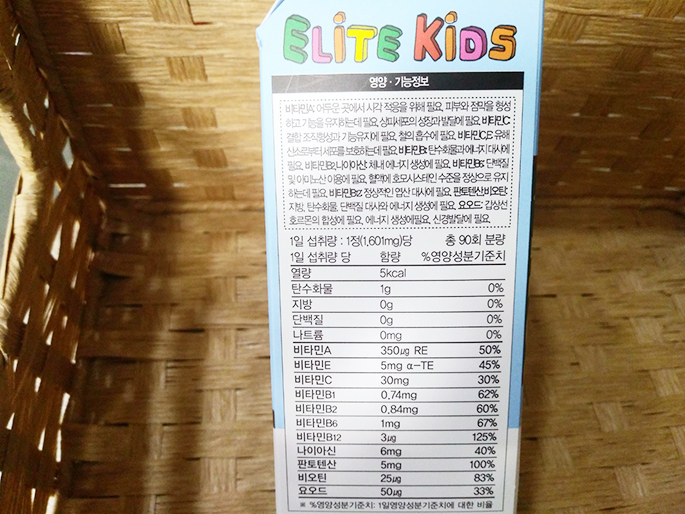 ELITE KIDS
영양 · 기능정보
비타민A: 어두운 곳에서 시각 적응을 위해 필요, 피부와 점막을 형성
하고 기능을 유지하는데 필요, 상피세포의 성장과 발달에 필요 비타민C:
결합 조직형성과 기능유지에 필요, 철의 흡수에 필요, 비타민C,E: 유해
산소로부터 세포를 보호하는데 필요 비타민B1: 탄수화물과 에너지 대사에
필요, 비타민B2,나이아신: 체내 에너지 생성에 필요, 비타민B6: 단백질
및 아미노산 이용에 필요, 혈액에 호모시스테인 수준을 정상으로 유지
하는데 필요, 비타민B12: 정상적인 엽산 대사에 필요, 판토텐산,비오틴:
지방, 탄수화물, 단백질 대사와 에너지 생성에 필요, 요오드: 갑상선
호르몬의 합성에 필요, 에너지 생성에필요, 신경발달에 필요
1일 섭취량 : 1정(1,601mg)당 총 90회 분량
1일 섭취량 당 함량 %영양성분기준치
열량 5kcal
탄수화물 1g 0%
지방 0g 0%
단백질 0g 0%
나트륨 0mg 0%
비타민A 350㎍ RE 50%
비타민E 5mg α-TE 45%
비타민C 30mg 30%
비타민B1 0.74mg 62%
비타민B2 0.84mg 60%
비타민B6 1mg 67%
비타민B12 3㎍ 125%
나이아신 6mg 40%
판토텐산 5mg 100%
비오틴 25㎍ 83%
요오드 50㎍ 33%
※ %영양성분기준치: 1일영양성분기준치에 대한 비율